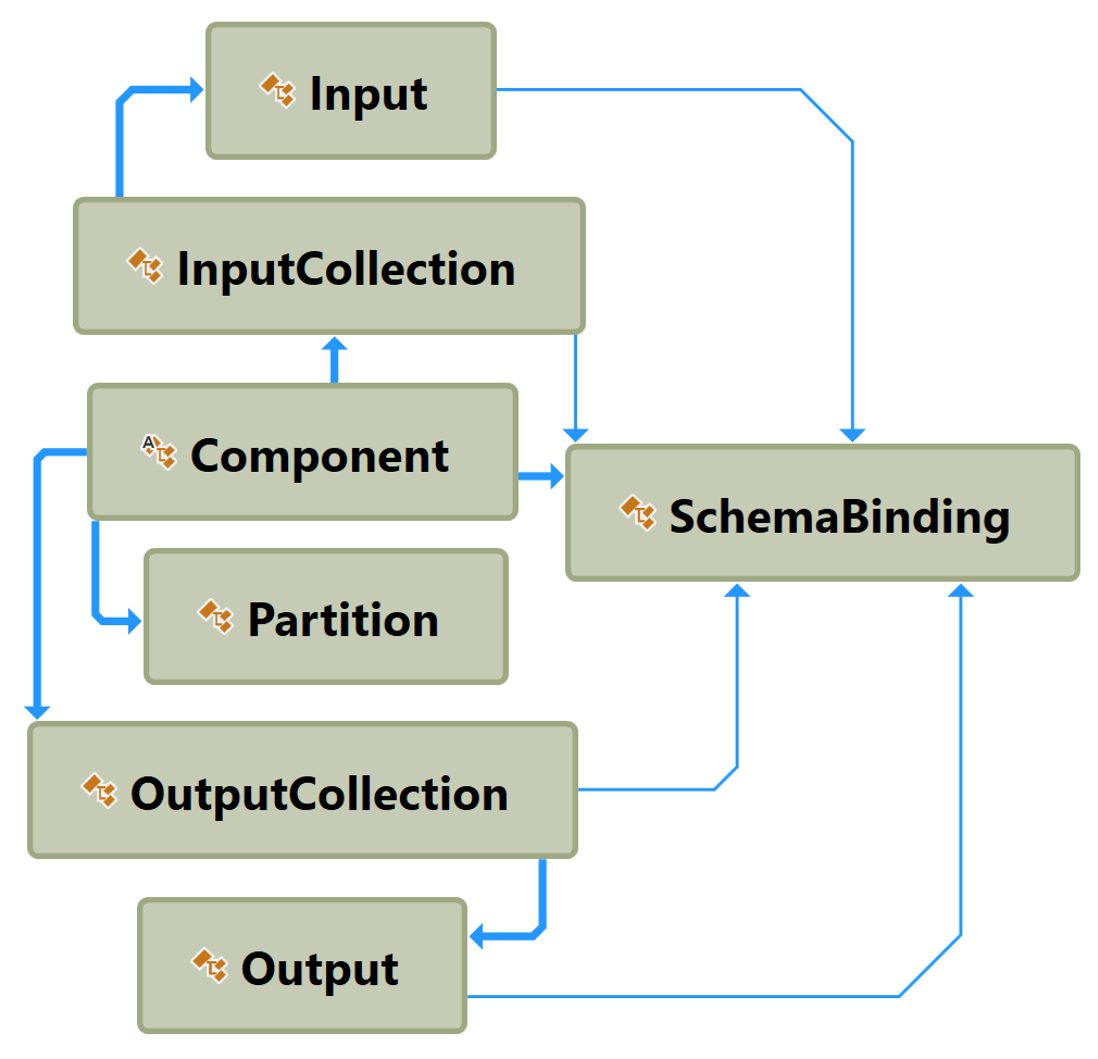 Input
InputCollection
Component
SchemaBinding
Partition
OutputCollection
Output